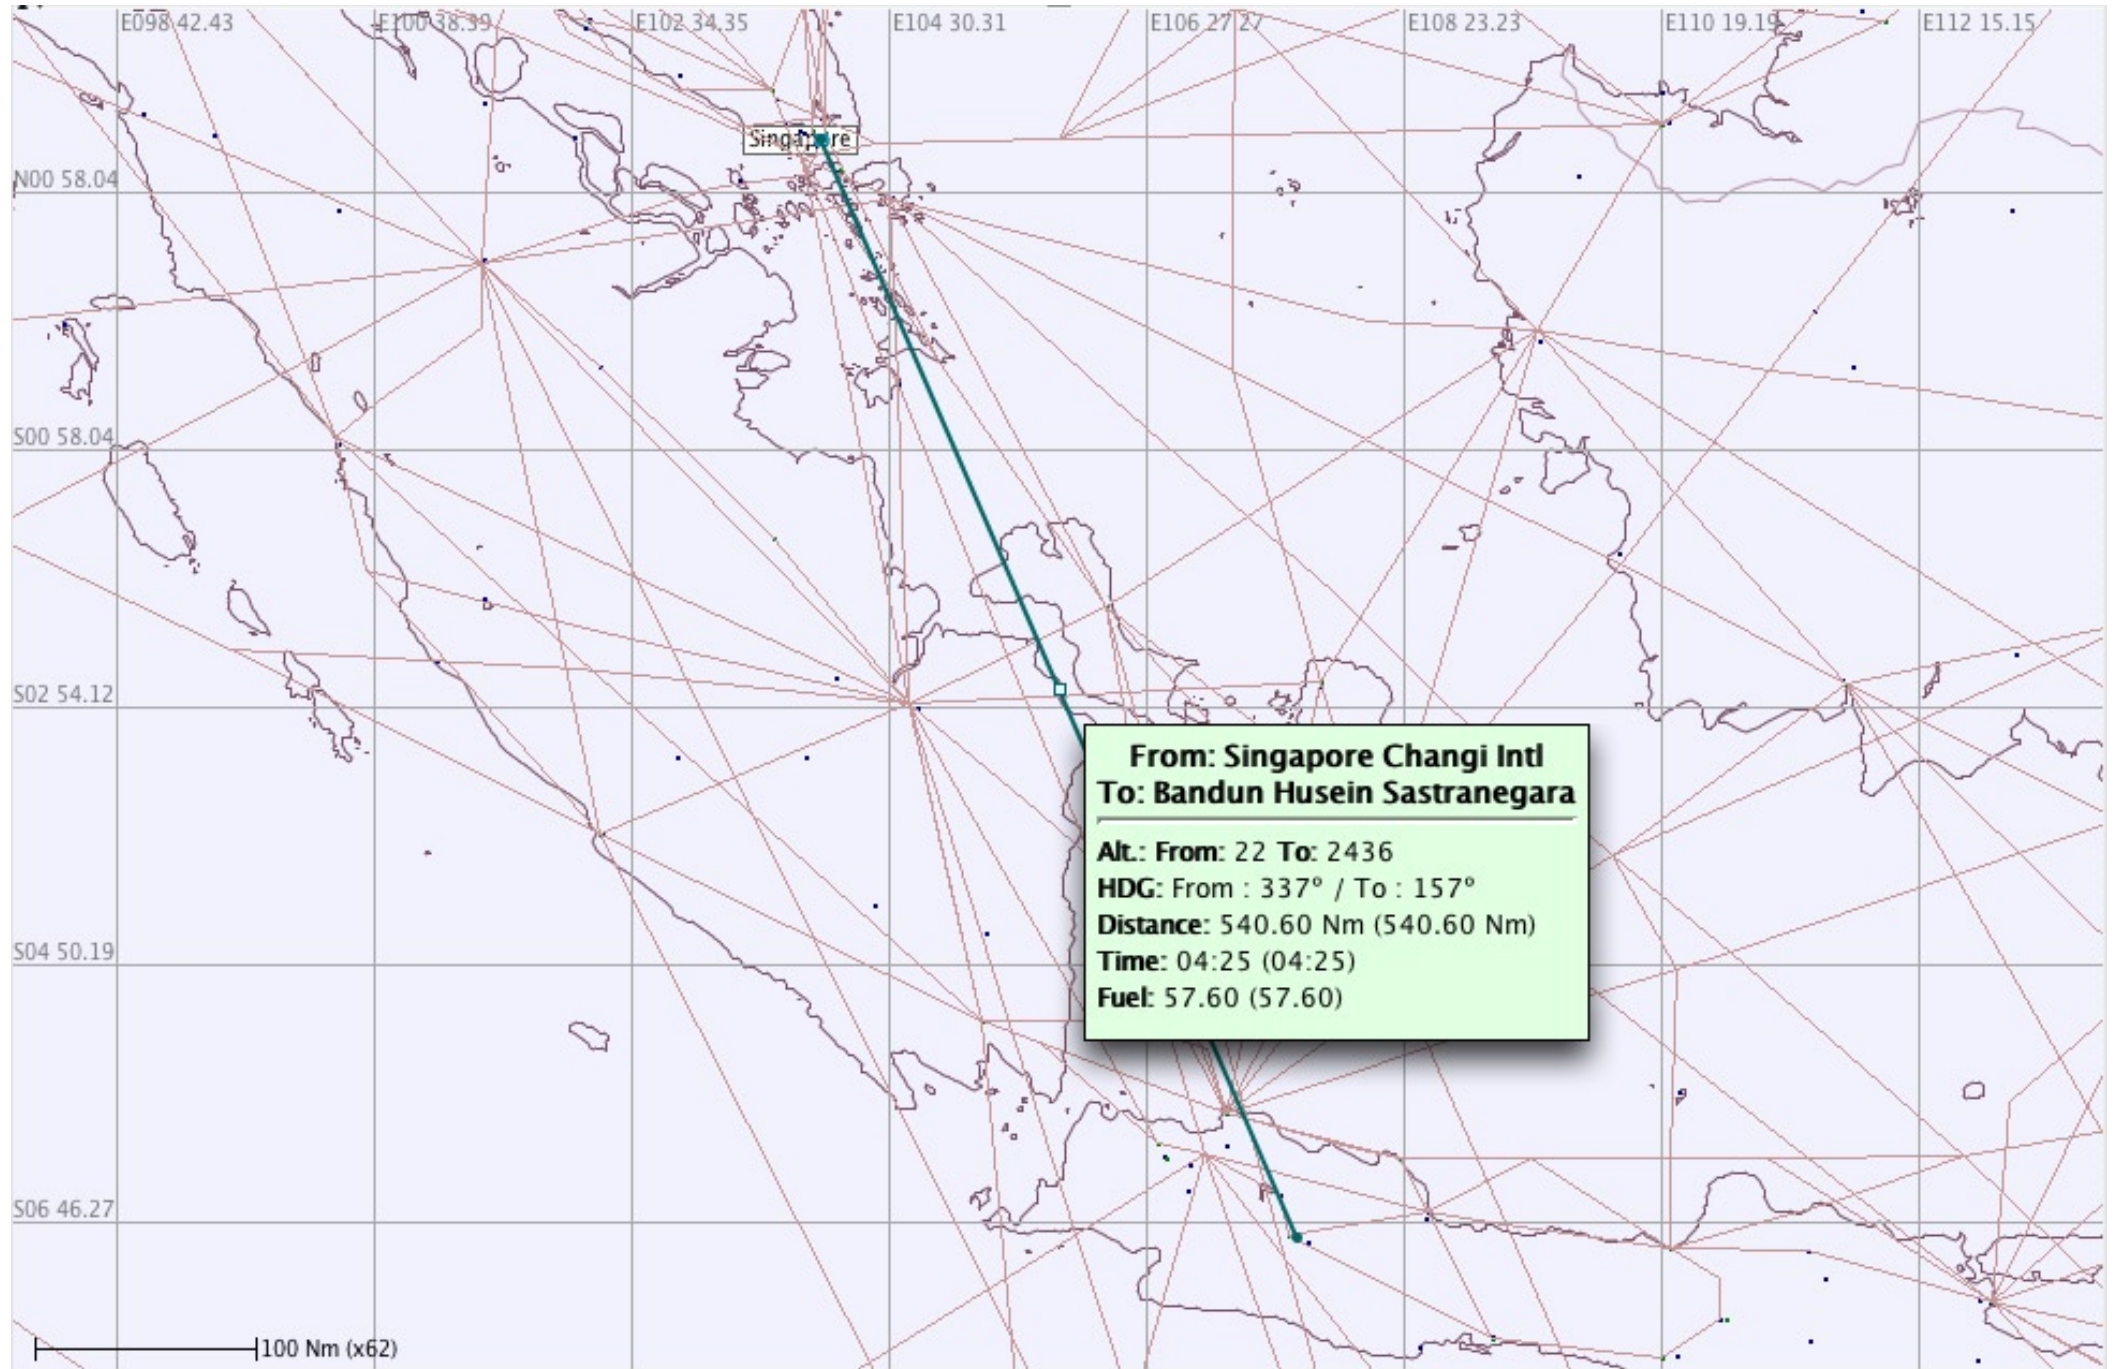 E098 42.43
E100 38.39
E102 34.35
E104 30.31
E106 27 27
E108 23.23
E110 19.19
E112 15.15
Singapore
N00 58.04
S00 58.04
S02 54.12
From: Singapore Changi Intl
To: Bandun Husein Sastranegara
Alt.: From: 22 To: 2436
HDG: From : 337º / To : 157º
Distance: 540.60 Nm (540.60 Nm)
Time: 04:25 (04:25)
Fuel: 57.60 (57.60)
S04 50.19
S06 46.27
100 Nm (x62)